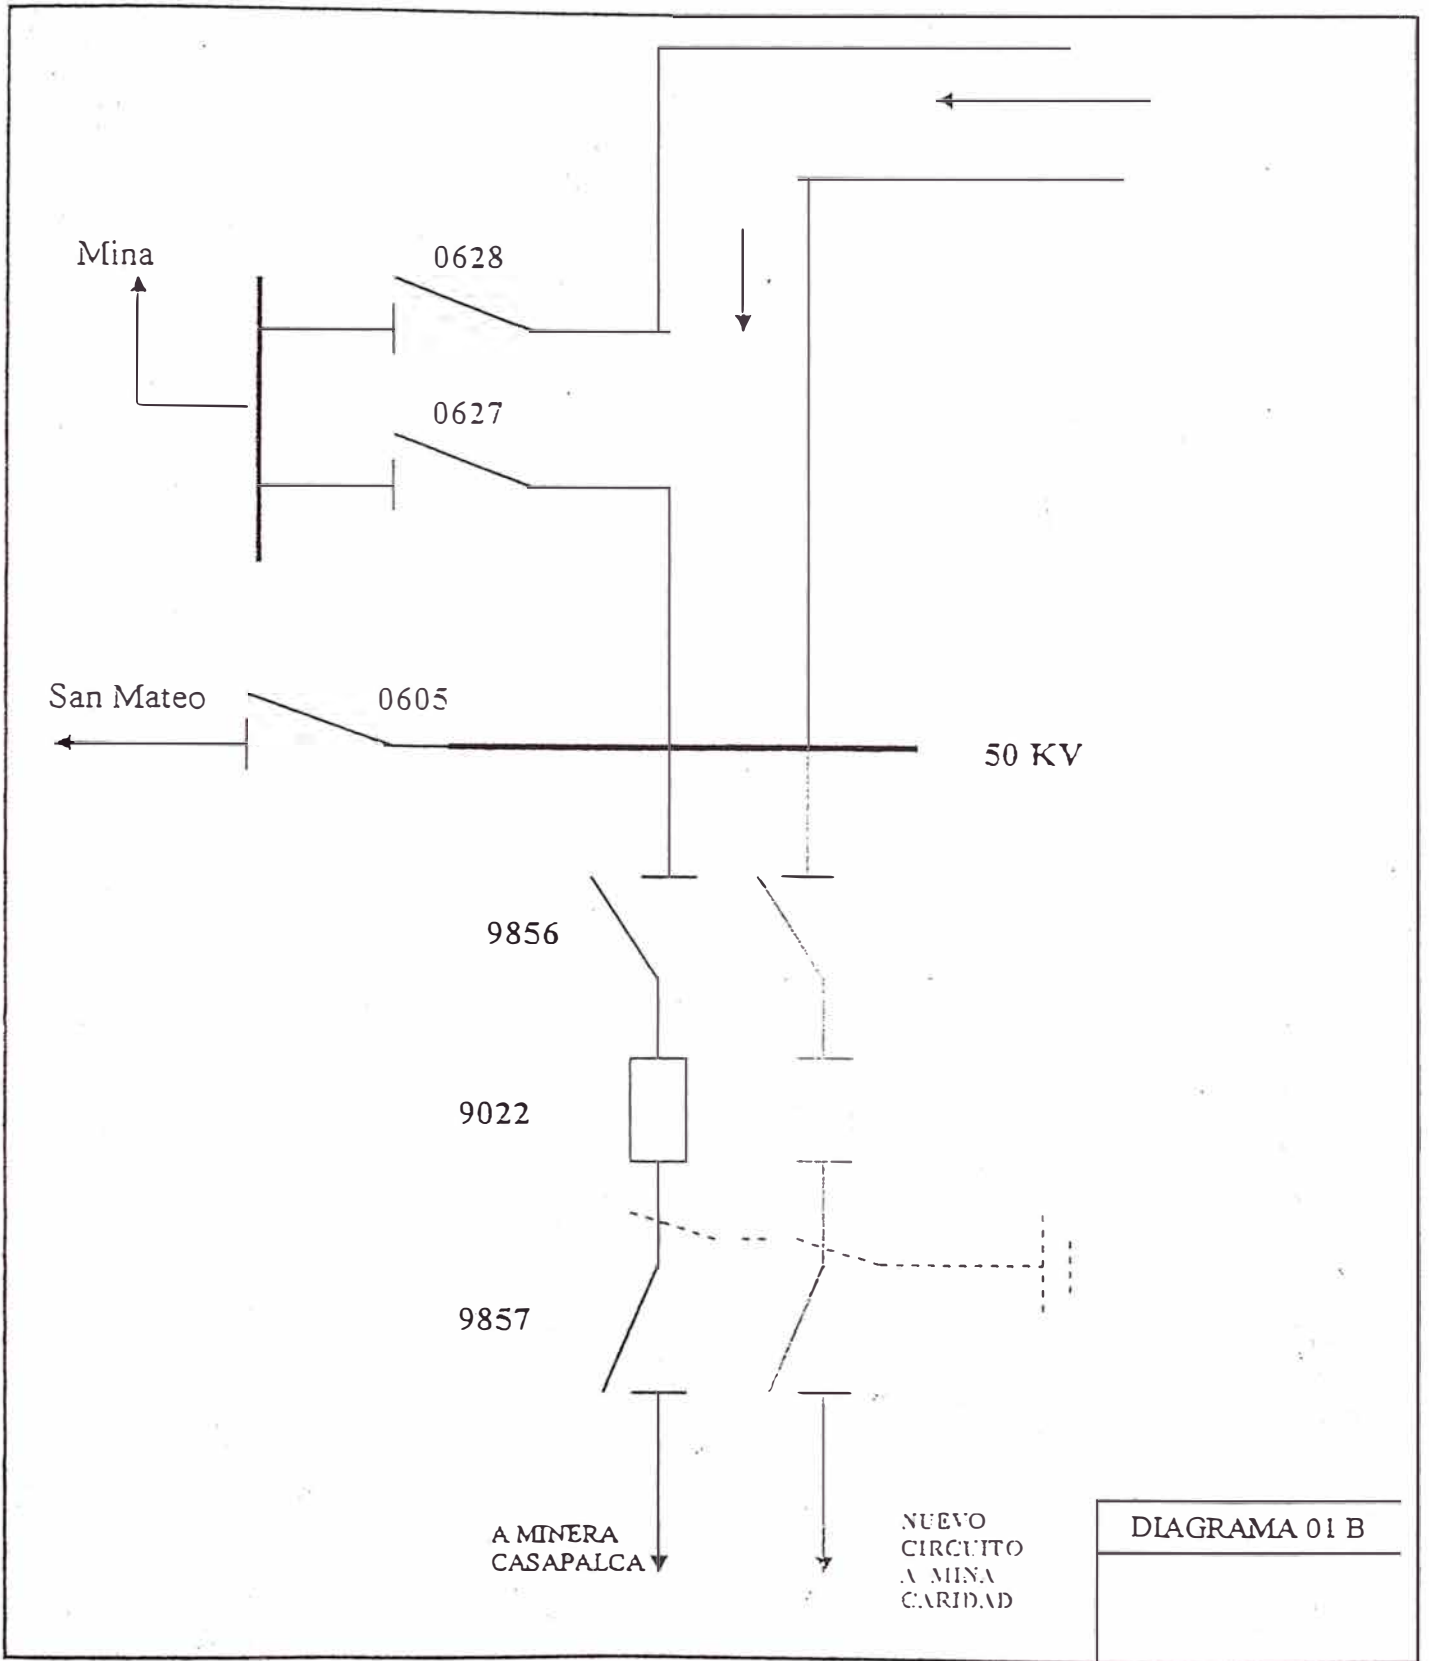 Mina
0628
0627
San Mateo
0605
50 KV
9856
9022
9857
A MINERA
CASAPALCA
NUEVO
CIRCUITO
A MINA
CARIDAD
DIAGRAMA 01 B